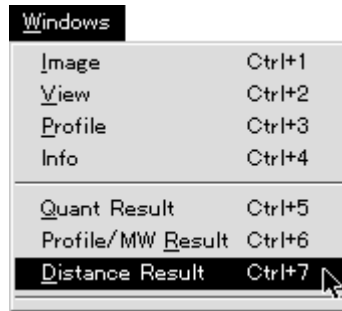 Windows
Image Ctrl+1
View Ctrl+2
Profile Ctrl+3
Info Ctrl+4
Quant Result Ctrl+5
Profile/MW Result Ctrl+6
Distance Result Ctrl+7